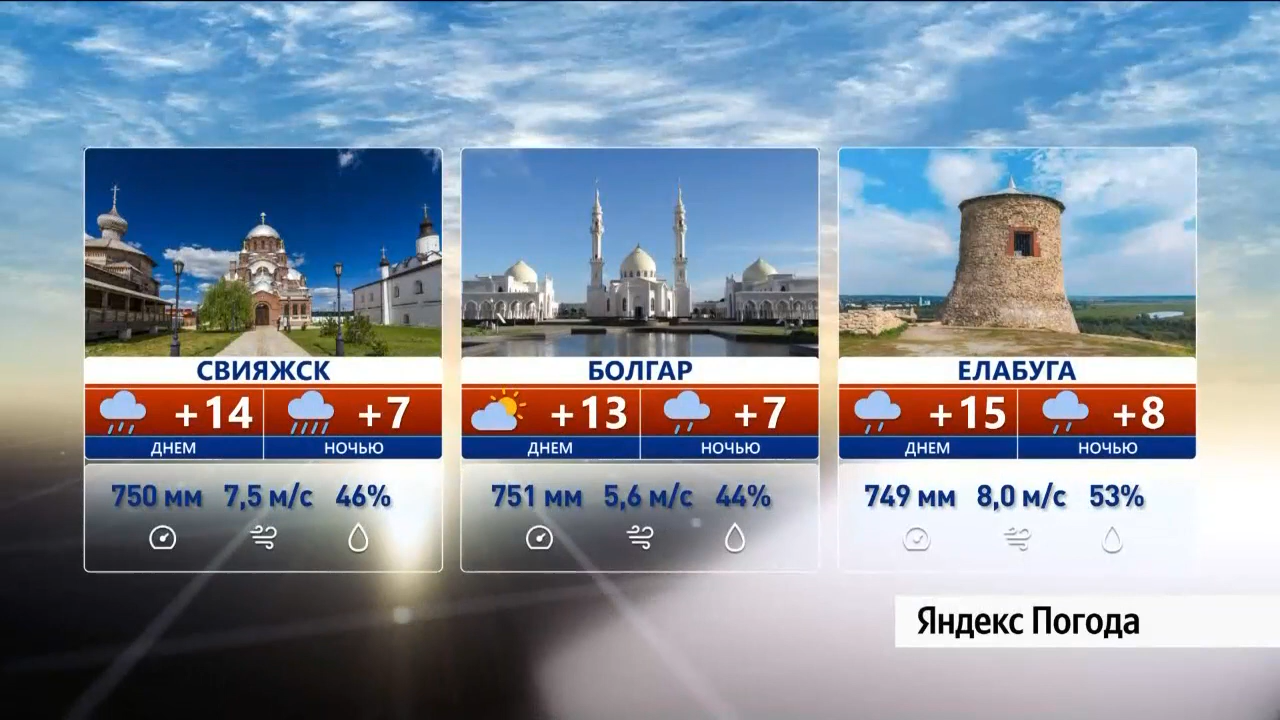 СВИЯЖСК
+14 +7
ДНЕМ НОЧЬЮ
750 мм 7,5 м/с 46%
БОЛГАР
+13 +7
ДНЕМ НОЧЬЮ
751 мм 5,6 м/с 44%
ЕЛАБУГА
+15 +8
ДНЕМ НОЧЬЮ
749 мм 8,0 м/с 53%
Яндекс Погода